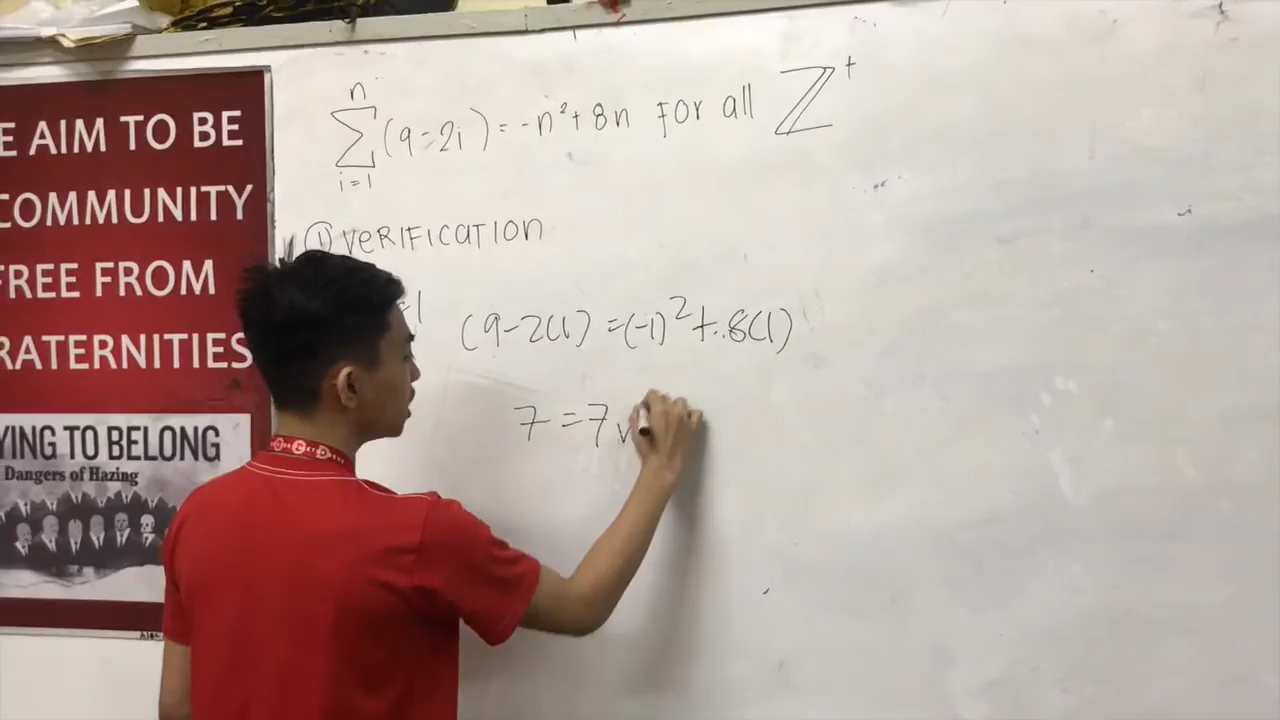 E AIM TO BE
COMMUNITY
FREE FROM
RATERNITIES
YING TO BELONG
Dangers of Hazing
n
∑ (9-2i) = -n²+8n For all ℤ⁺
i=1
① VERIFICATION
=1 (9-2(1) = (-1)² + 8(1)
7 = 7